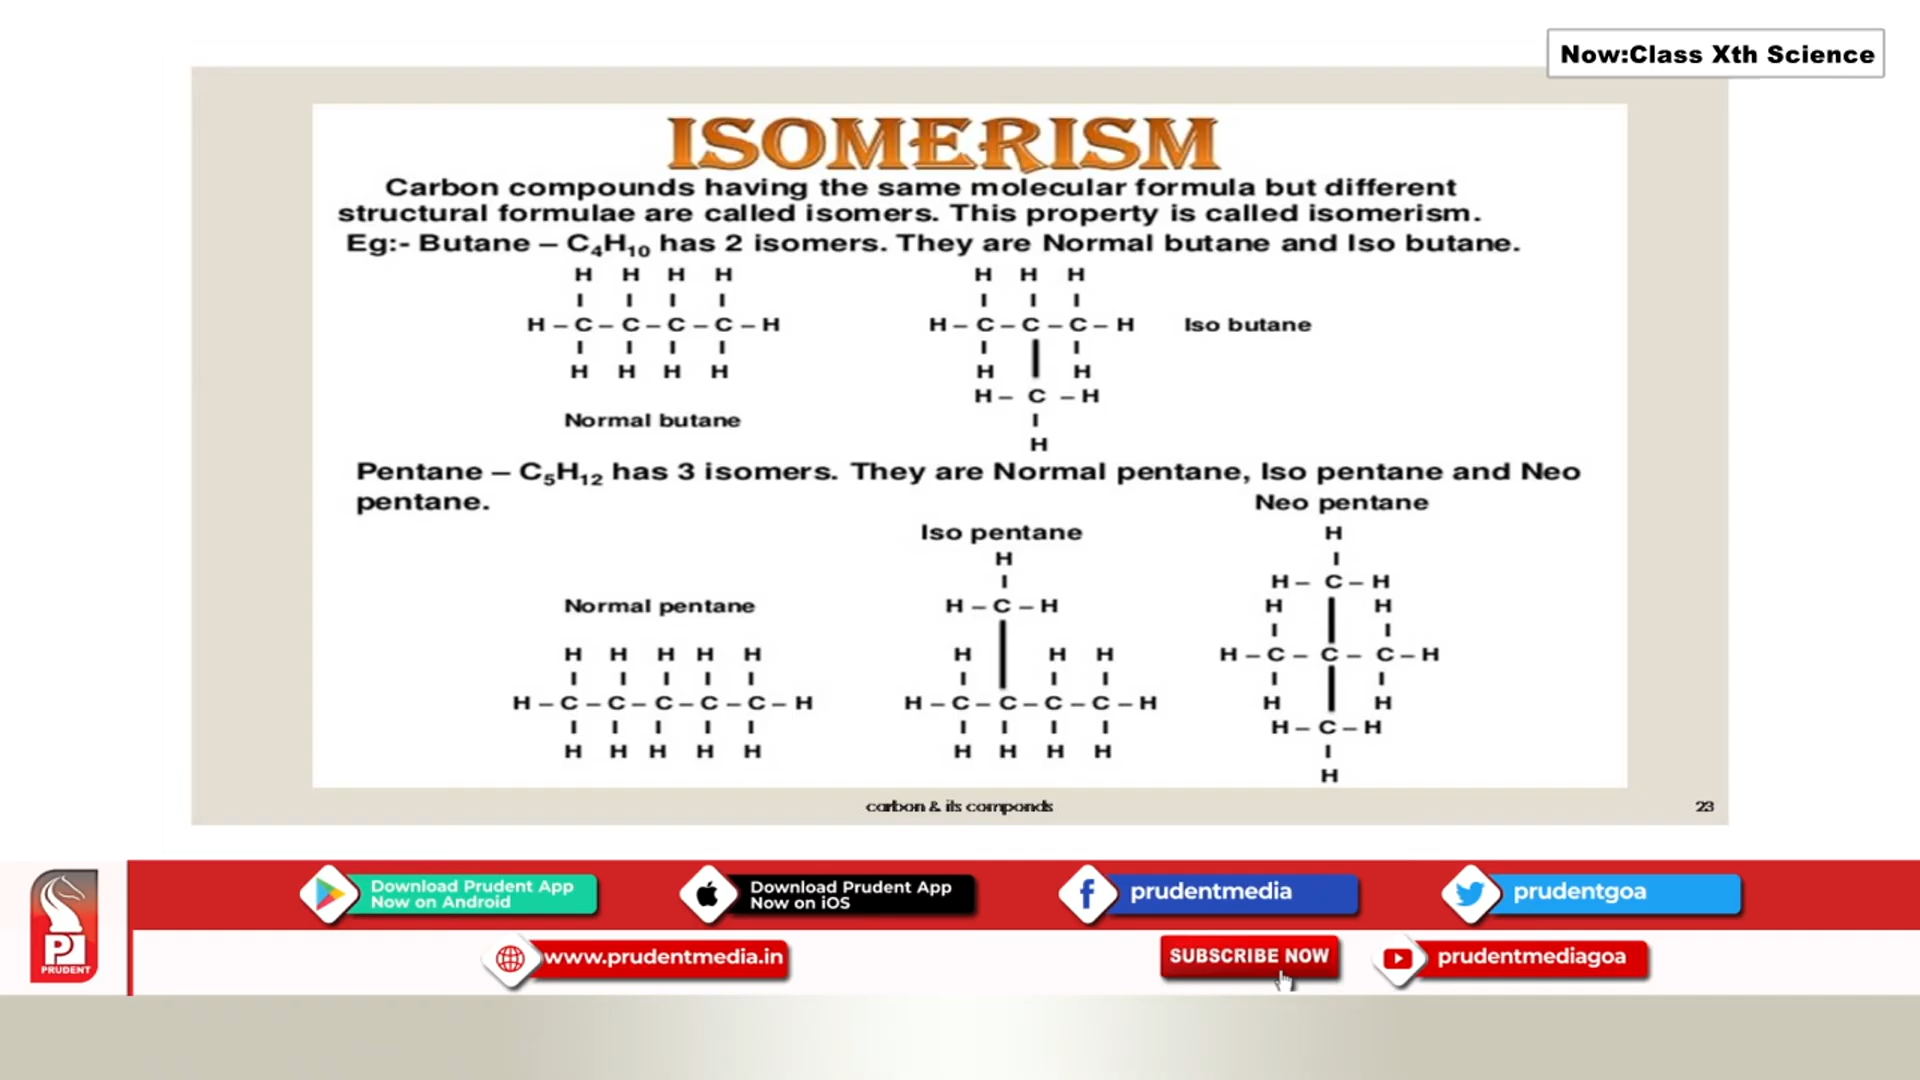 Now:Class Xth Science
ISOMERISM
Carbon compounds having the same molecular formula but different
structural formulae are called isomers. This property is called isomerism.
Eg:- Butane – C₄H₁₀ has 2 isomers. They are Normal butane and Iso butane.
H H H H
I I I I
H – C – C – C – C – H
I I I I
H H H H
Normal butane
H H H
I I I
H – C – C – C – H
I | I
H | H
H – C – H
I
H
Iso butane
Pentane – C₅H₁₂ has 3 isomers. They are Normal pentane, Iso pentane and Neo
pentane.
Normal pentane
H H H H H
I I I I I
H – C – C – C – C – C – H
I I I I I
H H H H H
Iso pentane
H
I
H – C – H
H | H H
I | I I
H – C – C – C – C – H
I I I I
H H H H
Neo pentane
H
I
H – C – H
H | H
I | I
H – C – C – C – H
I | I
H | H
H – C – H
I
H
carbon & its componds
23
Download Prudent App
Now on Android
Download Prudent App
Now on iOS
prudentmedia
prudentgoa
PI
PRUDENT
www.prudentmedia.in
SUBSCRIBE NOW
prudentmediagoa